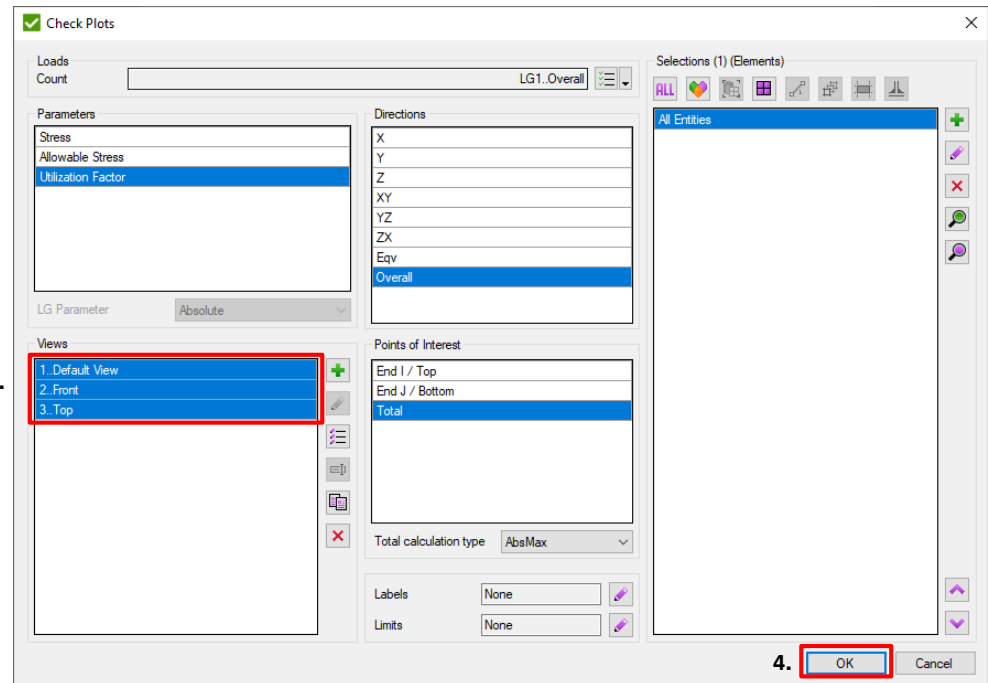 Check Plots
Loads
Count
LG1..Overall
Parameters
Stress
Allowable Stress
Utilization Factor
LG Parameter
Absolute
Directions
X
Y
Z
XY
YZ
ZX
Eqv
Overall
Views
1..Default View
2..Front
3..Top
Points of Interest
End I / Top
End J / Bottom
Total
Total calculation type
AbsMax
Labels
None
Limits
None
Selections (1) (Elements)
ALL
All Entities
4.
OK
Cancel